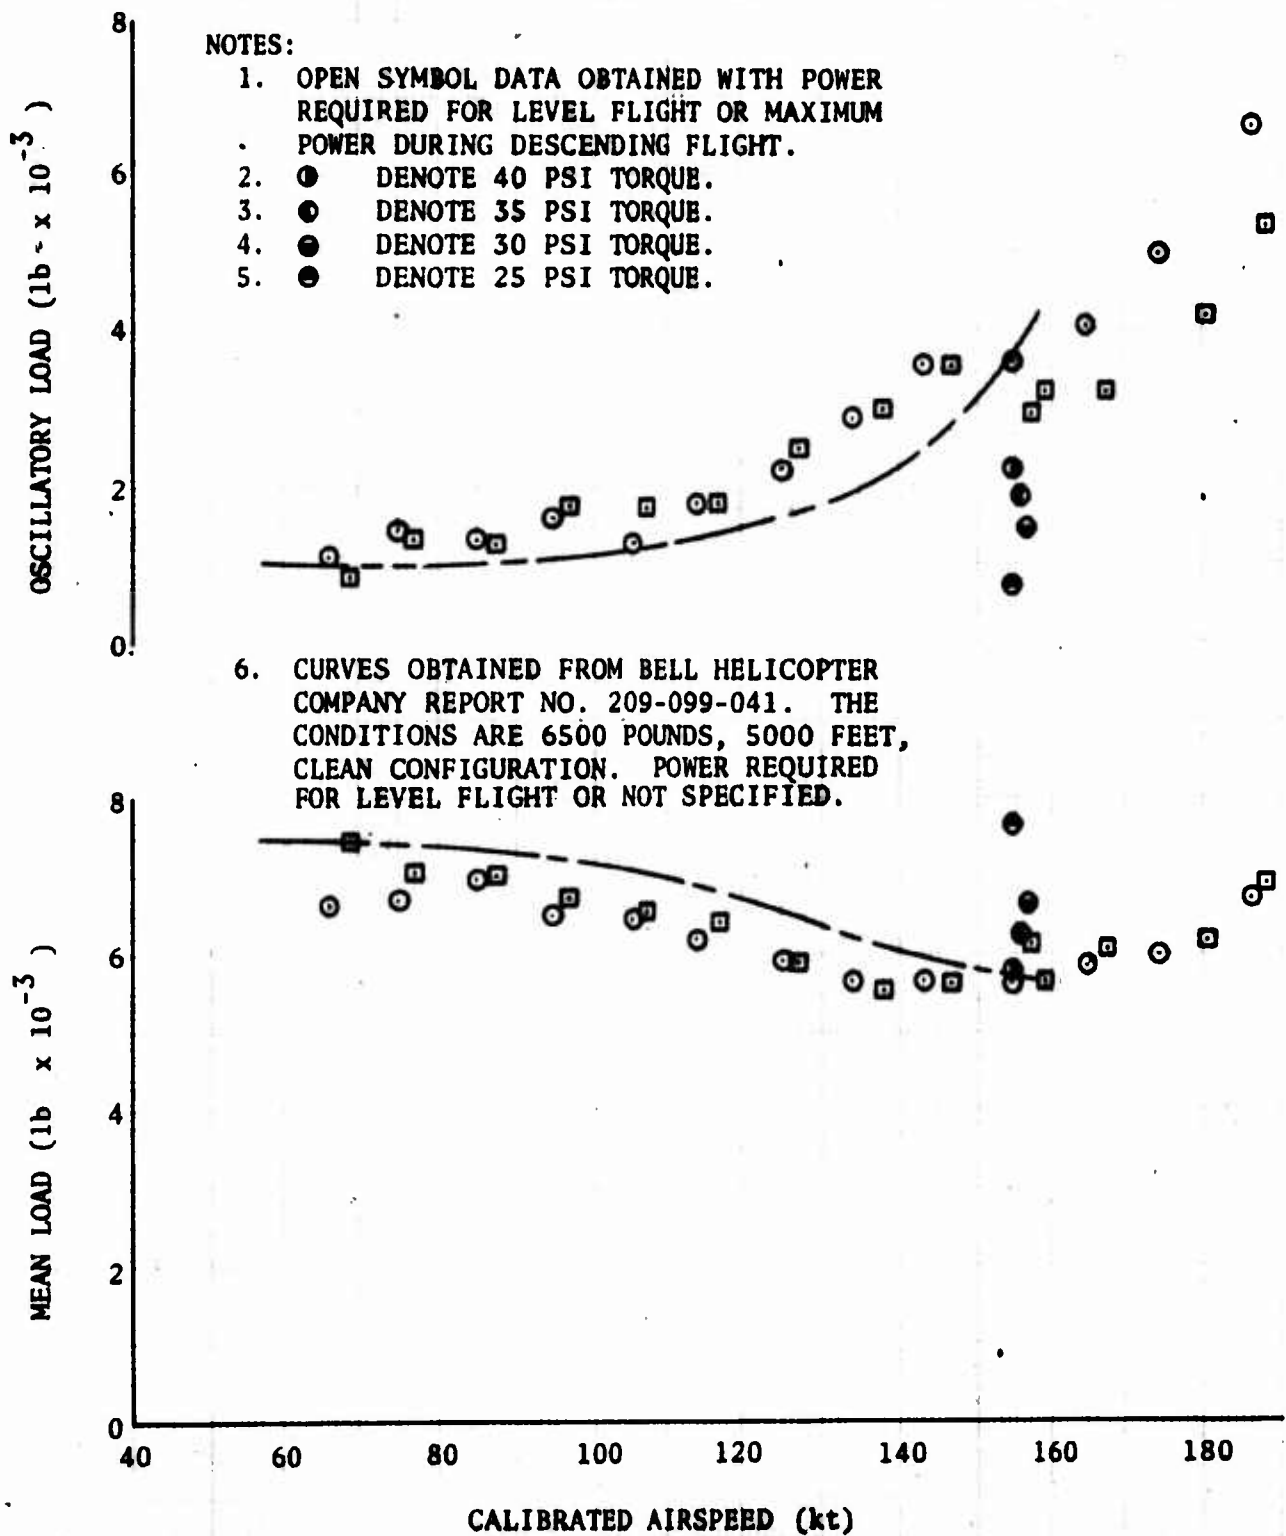 8
NOTES:
1. OPEN SYMBOL DATA OBTAINED WITH POWER
REQUIRED FOR LEVEL FLIGHT OR MAXIMUM
POWER DURING DESCENDING FLIGHT.
2. ◑ DENOTE 40 PSI TORQUE.
3. ◐ DENOTE 35 PSI TORQUE.
4. ◒ DENOTE 30 PSI TORQUE.
5. ◓ DENOTE 25 PSI TORQUE.
6
4
2
0
OSCILLATORY LOAD (lb - x 10⁻³ )
6. CURVES OBTAINED FROM BELL HELICOPTER
COMPANY REPORT NO. 209-099-041. THE
CONDITIONS ARE 6500 POUNDS, 5000 FEET,
CLEAN CONFIGURATION. POWER REQUIRED
FOR LEVEL FLIGHT OR NOT SPECIFIED.
8
6
4
2
0
MEAN LOAD (lb x 10⁻³ )
40 60 80 100 120 140 160 180
CALIBRATED AIRSPEED (kt)